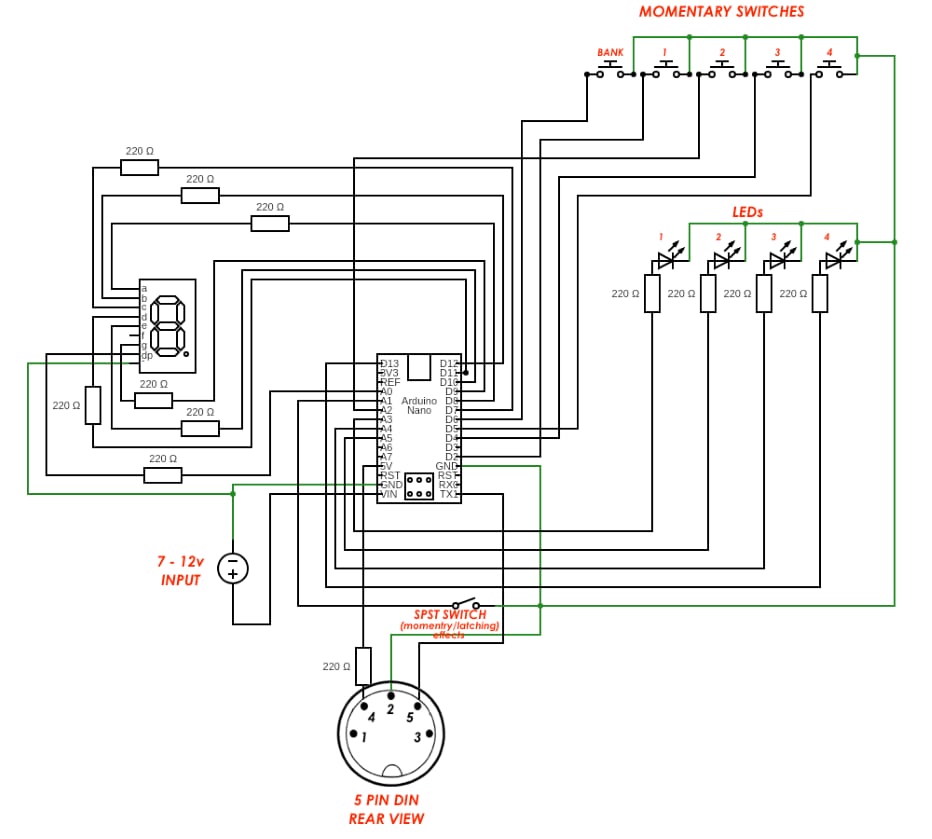 MOMENTARY SWITCHES
BANK 1 2 3 4
220 Ω
220 Ω
220 Ω
LEDs
1 2 3 4
220 Ω 220 Ω 220 Ω 220 Ω
a
b
c
d
e
f
g
dp
220 Ω
220 Ω
220 Ω
220 Ω
Arduino
Nano
D13
3V3
REF
A0
A1
A2
A3
A4
A5
A6
A7
5V
RST
GND
VIN
D12
D11
D10
D9
D8
D7
D6
D5
D4
D3
D2
GND
RST
RX0
TX1
7 - 12v
INPUT
SPST SWITCH
(momentry/latching)
effects
220 Ω
4 2 5
1 3
5 PIN DIN
REAR VIEW